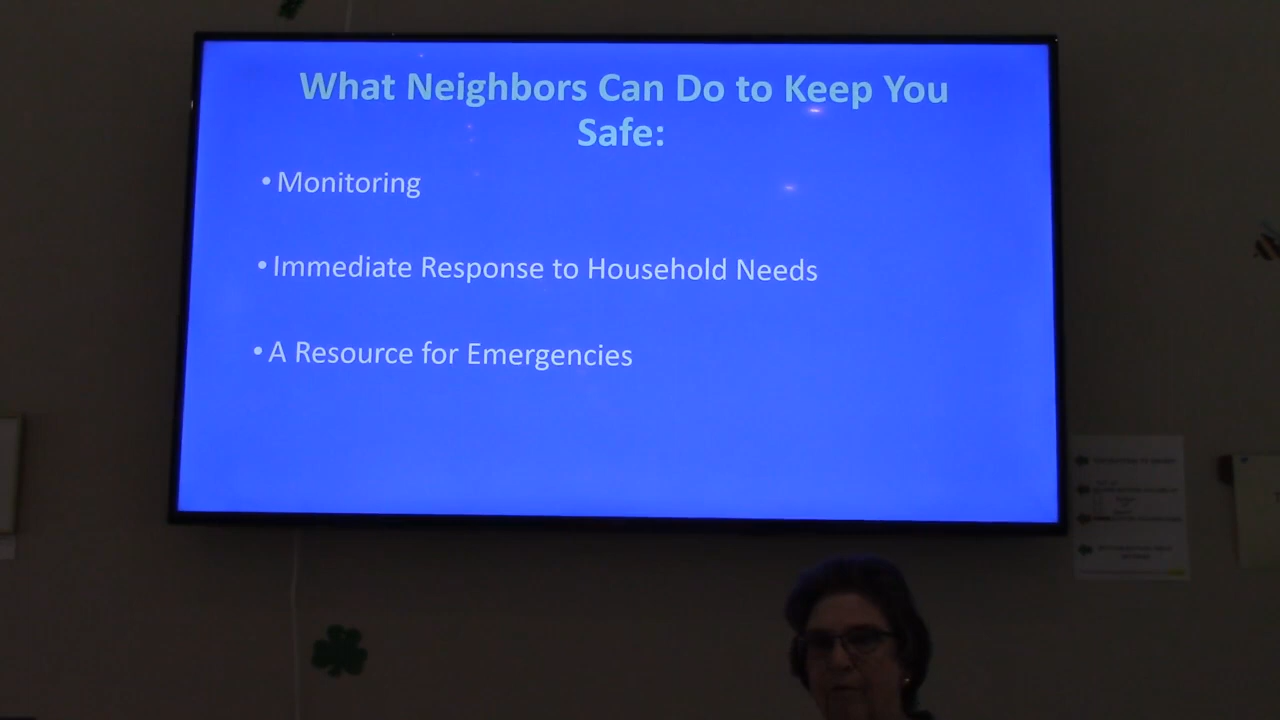 What Neighbors Can Do to Keep You
Safe:
• Monitoring
• Immediate Response to Household Needs
• A Resource for Emergencies